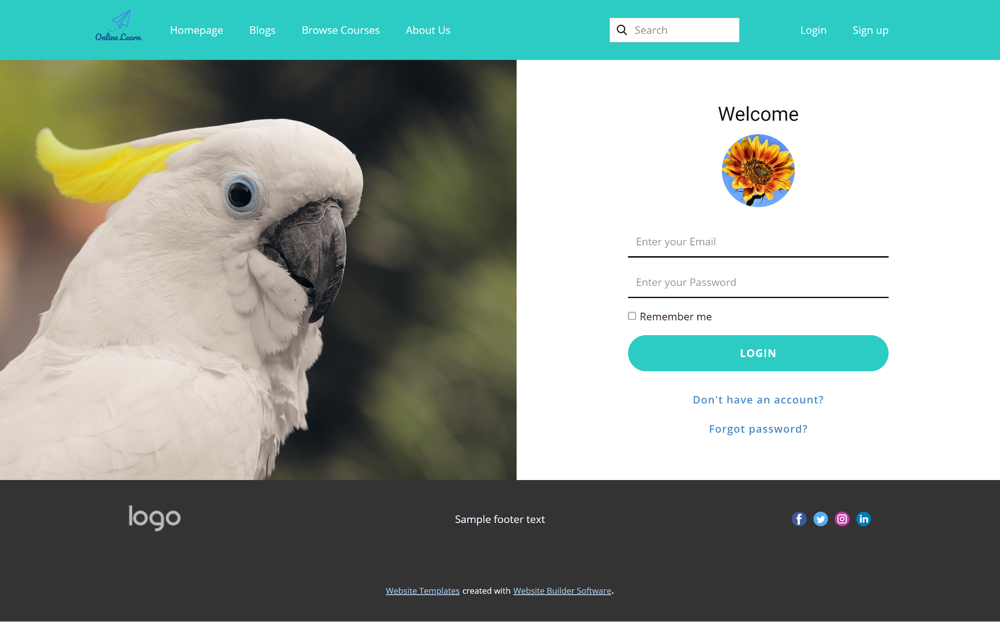 Online Learn
Homepage Blogs Browse Courses About Us Search Login Sign up
Welcome
Enter your Email
Enter your Password
Remember me
LOGIN
Don't have an account?
Forgot password?
logo
Sample footer text
Website Templates created with Website Builder Software.